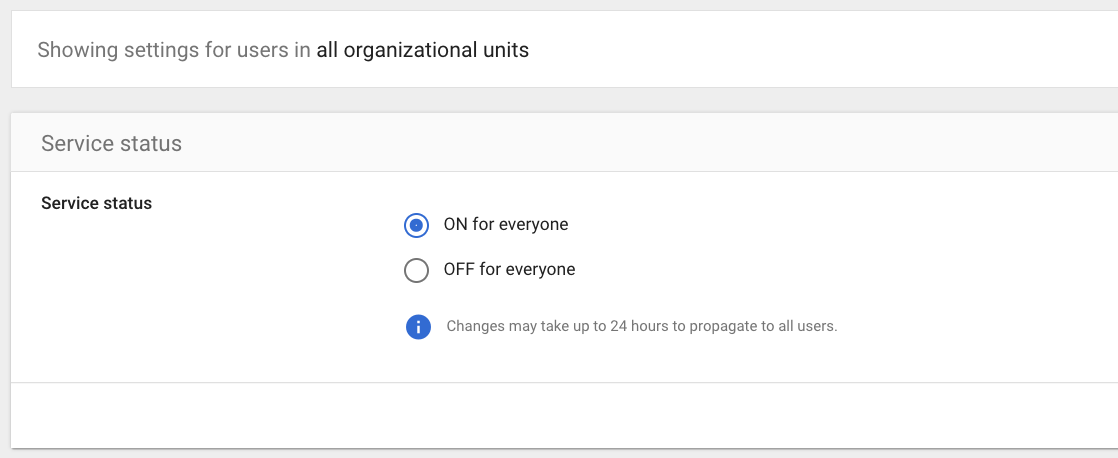 Showing settings for users in all organizational units
Service status
Service status
ON for everyone
OFF for everyone
Changes may take up to 24 hours to propagate to all users.